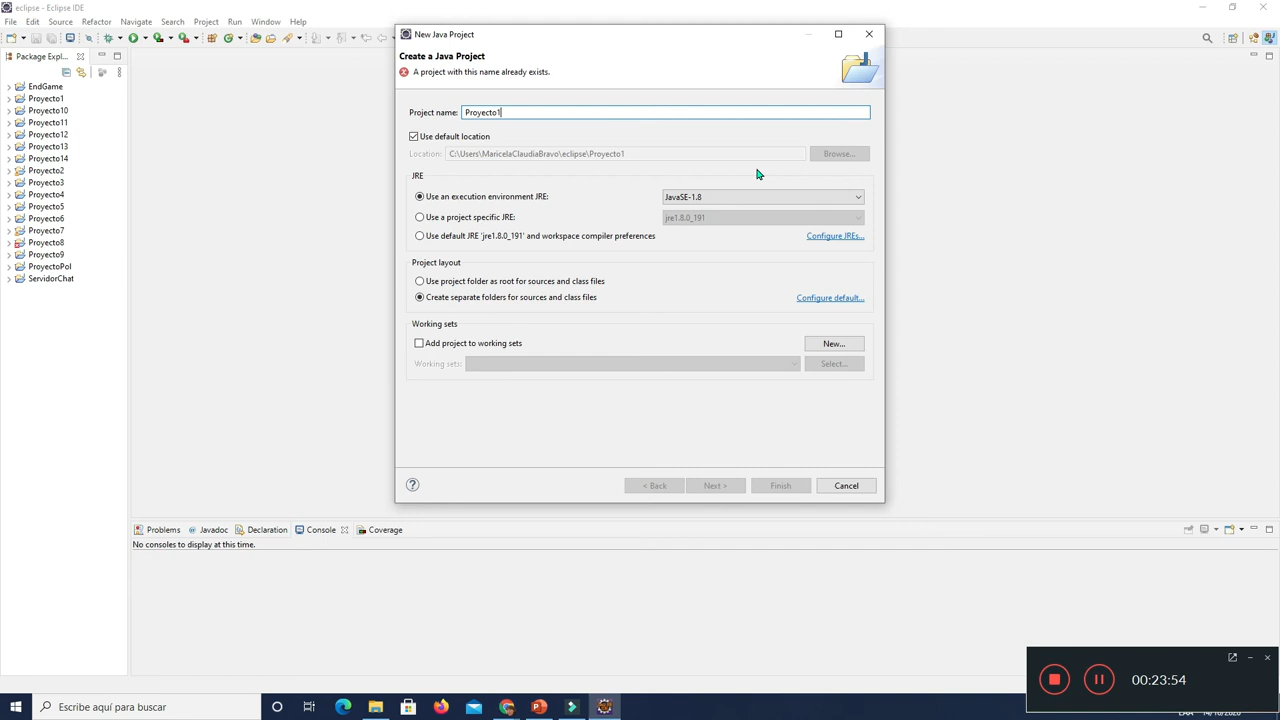 eclipse - Eclipse IDE
File Edit Source Refactor Navigate Search Project Run Window Help
Package Expl...
EndGame
Proyecto1
Proyecto10
Proyecto11
Proyecto12
Proyecto13
Proyecto14
Proyecto2
Proyecto3
Proyecto4
Proyecto5
Proyecto6
Proyecto7
Proyecto8
Proyecto9
ProyectoPol
ServidorChat
New Java Project
Create a Java Project
A project with this name already exists.
Project name: Proyecto1
Use default location
Location: C:\Users\MaricelaClaudiaBravo\eclipse\Proyecto1 Browse...
JRE
Use an execution environment JRE: JavaSE-1.8
Use a project specific JRE: jre1.8.0_191
Use default JRE 'jre1.8.0_191' and workspace compiler preferences Configure JREs...
Project layout
Use project folder as root for sources and class files
Create separate folders for sources and class files Configure default...
Working sets
Add project to working sets New...
Working sets: Select...
? < Back Next > Finish Cancel
Problems @ Javadoc Declaration Console Coverage
No consoles to display at this time.
00:23:54
Escribe aquí para buscar